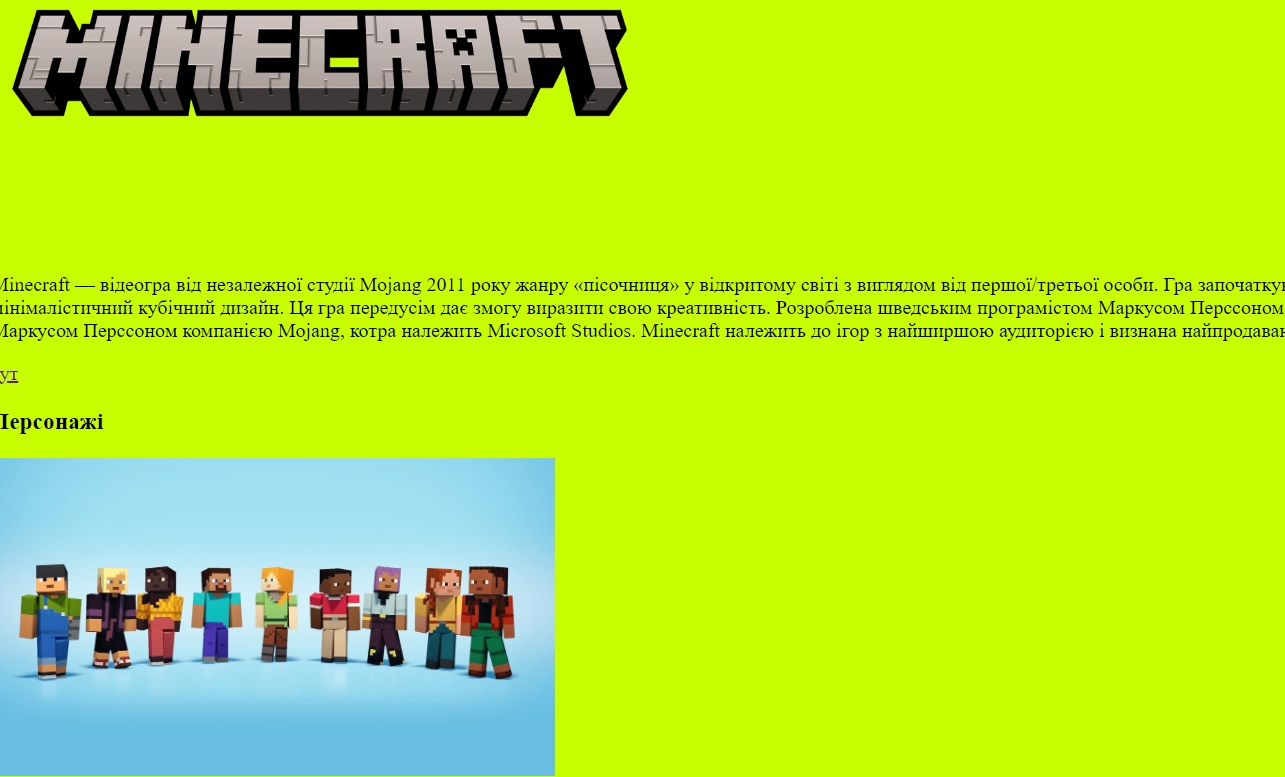 MINECRAFT
Minecraft — відеогра від незалежної студії Mojang 2011 року жанру «пісочниця» у відкритому світі з виглядом від першої/третьої особи. Гра започатку
мінімалістичний кубічний дизайн. Ця гра передусім дає змогу виразити свою креативність. Розроблена шведським програмістом Маркусом Перссоном
Маркусом Перссоном компанією Mojang, котра належить Microsoft Studios. Minecraft належить до ігор з найширшою аудиторією і визнана найпродаван
ут
Персонажі